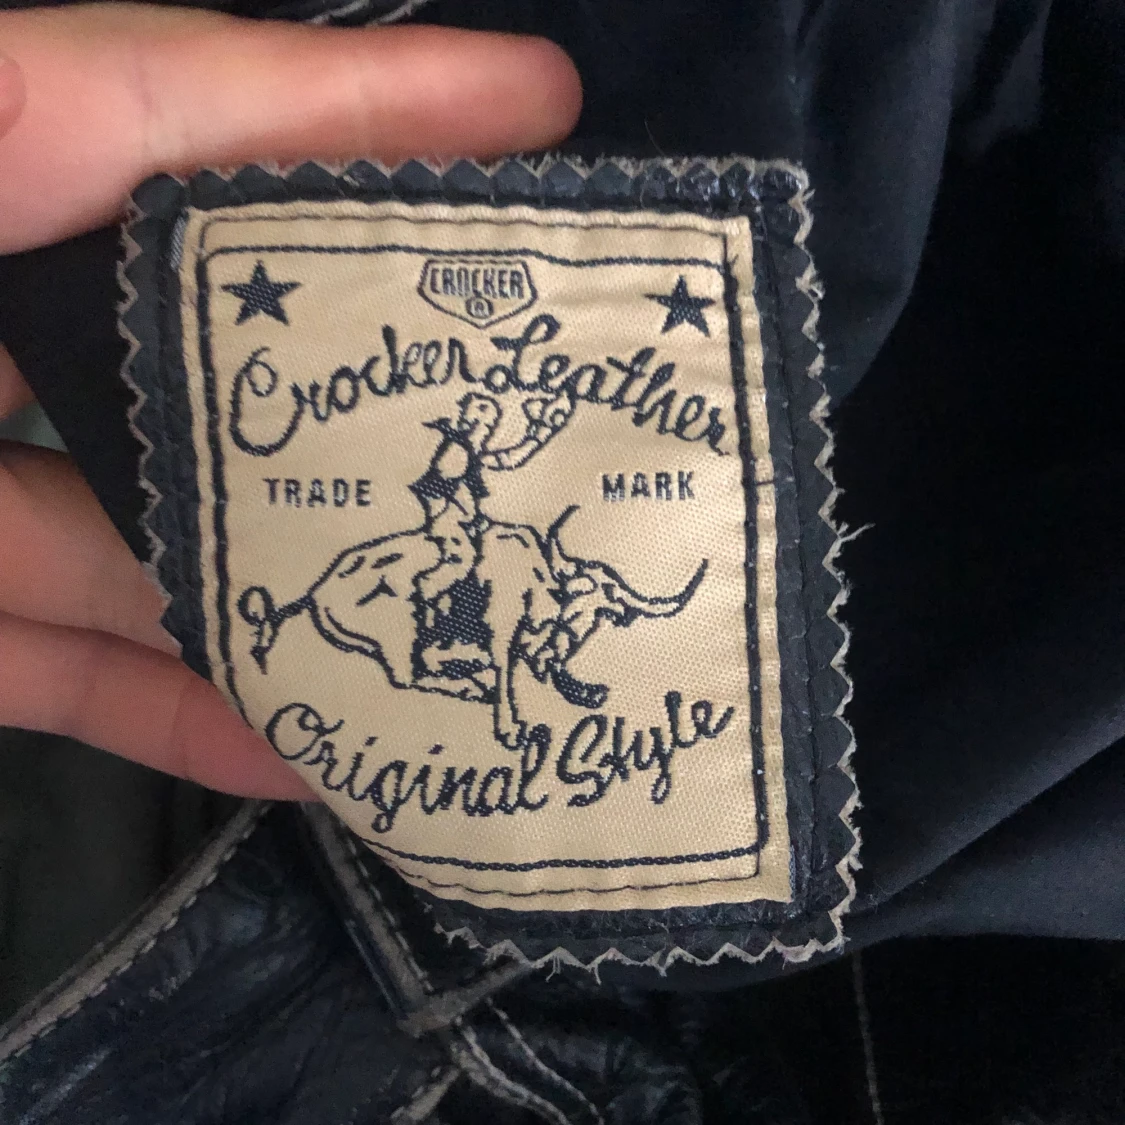 CROCKER
®
Crocker Leather
TRADE MARK
Original Style